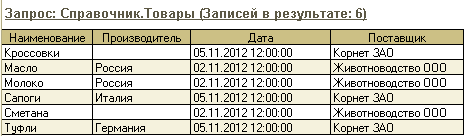 Запрос: Справочник.Товары (Записей в результате: 6)
Наименование Производитель Дата Поставщик
Кроссовки 05.11.2012 12:00:00 Корнет ЗАО
Масло Россия 02.11.2012 12:00:00 Животноводство ООО
Молоко Россия 02.11.2012 12:00:00 Животноводство ООО
Сапоги Италия 05.11.2012 12:00:00 Корнет ЗАО
Сметана 02.11.2012 12:00:00 Животноводство ООО
Туфли Германия 05.11.2012 12:00:00 Корнет ЗАО